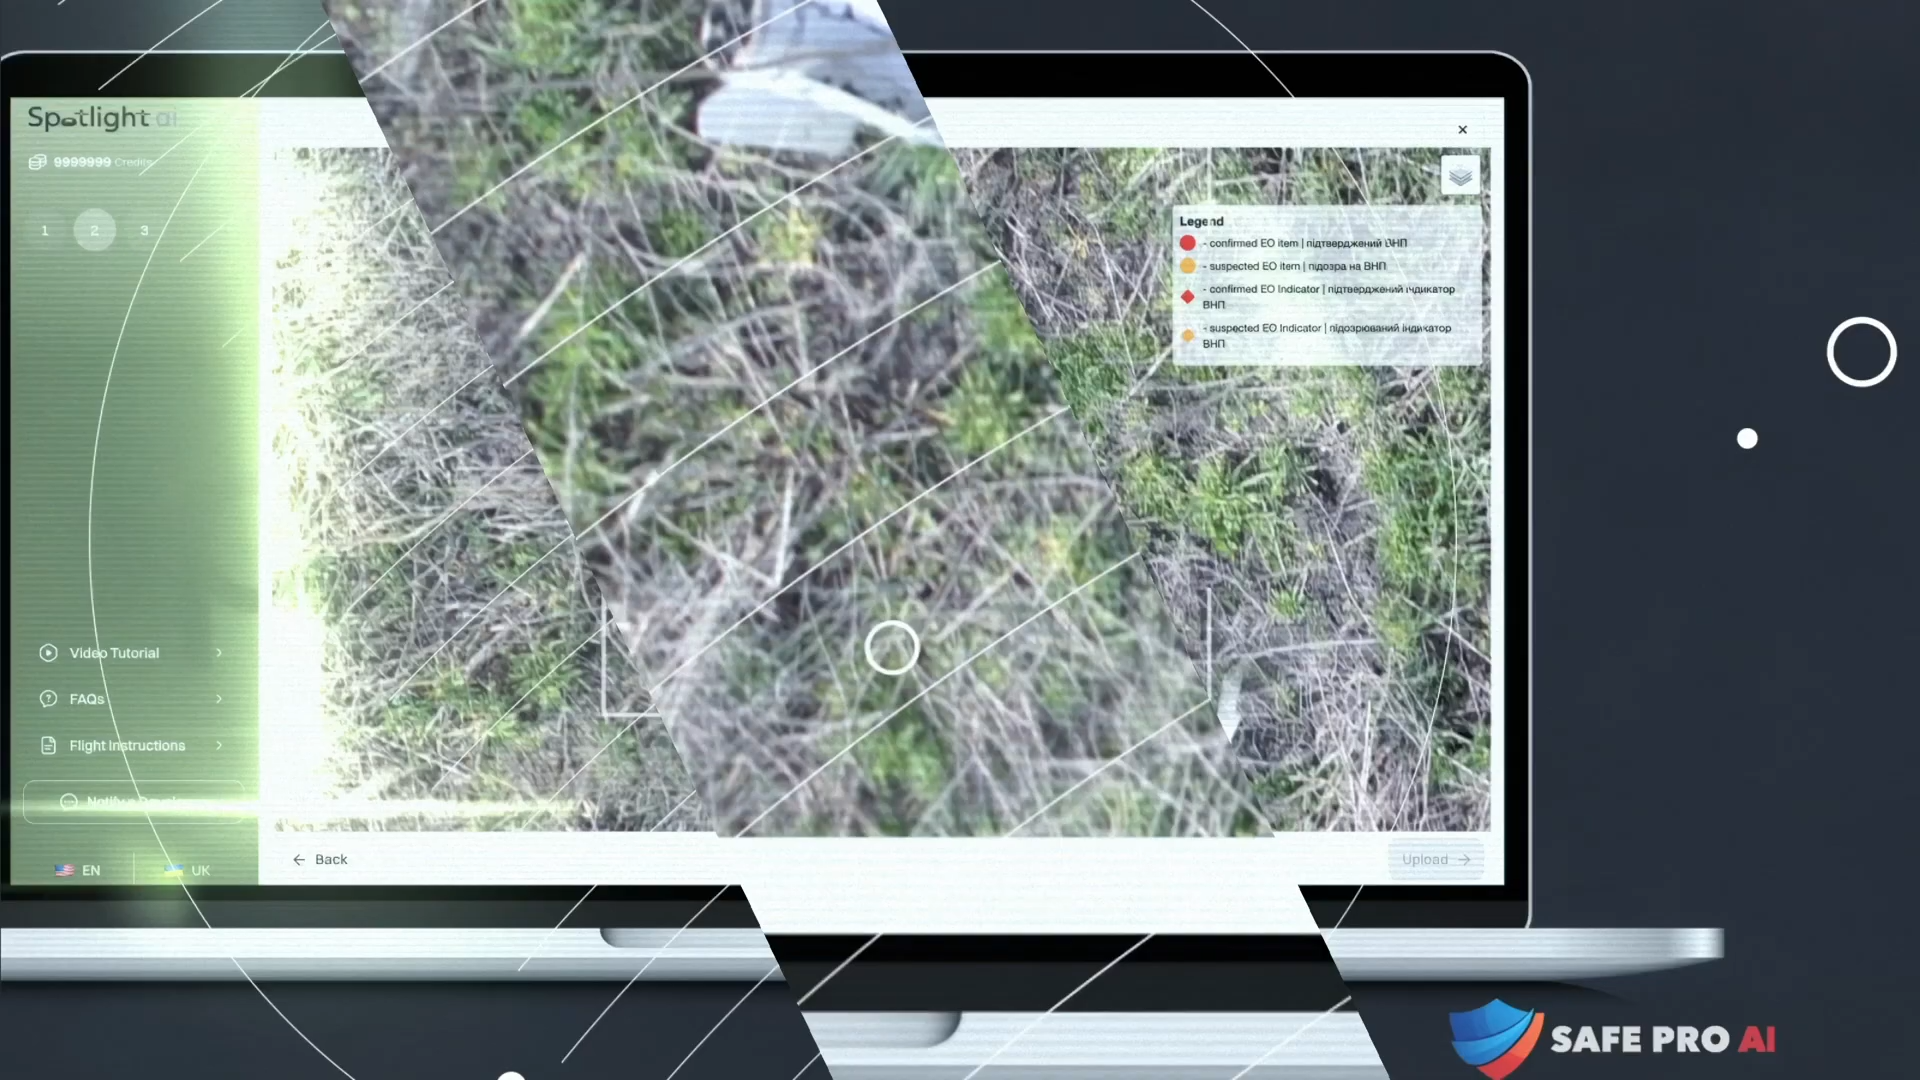 Spotlight ai
9999999 Credits
1 2 3
Video Tutorial
FAQs
Flight Instructions
EN UK
Legend
- confirmed EO item | підтверджений ВНП
- suspected EO item | підозра на ВНП
- confirmed EO Indicator | підтверджений індикатор
ВНП
- suspected EO Indicator | підозрюваний індикатор
ВНП
Back
Upload
SAFE PRO AI